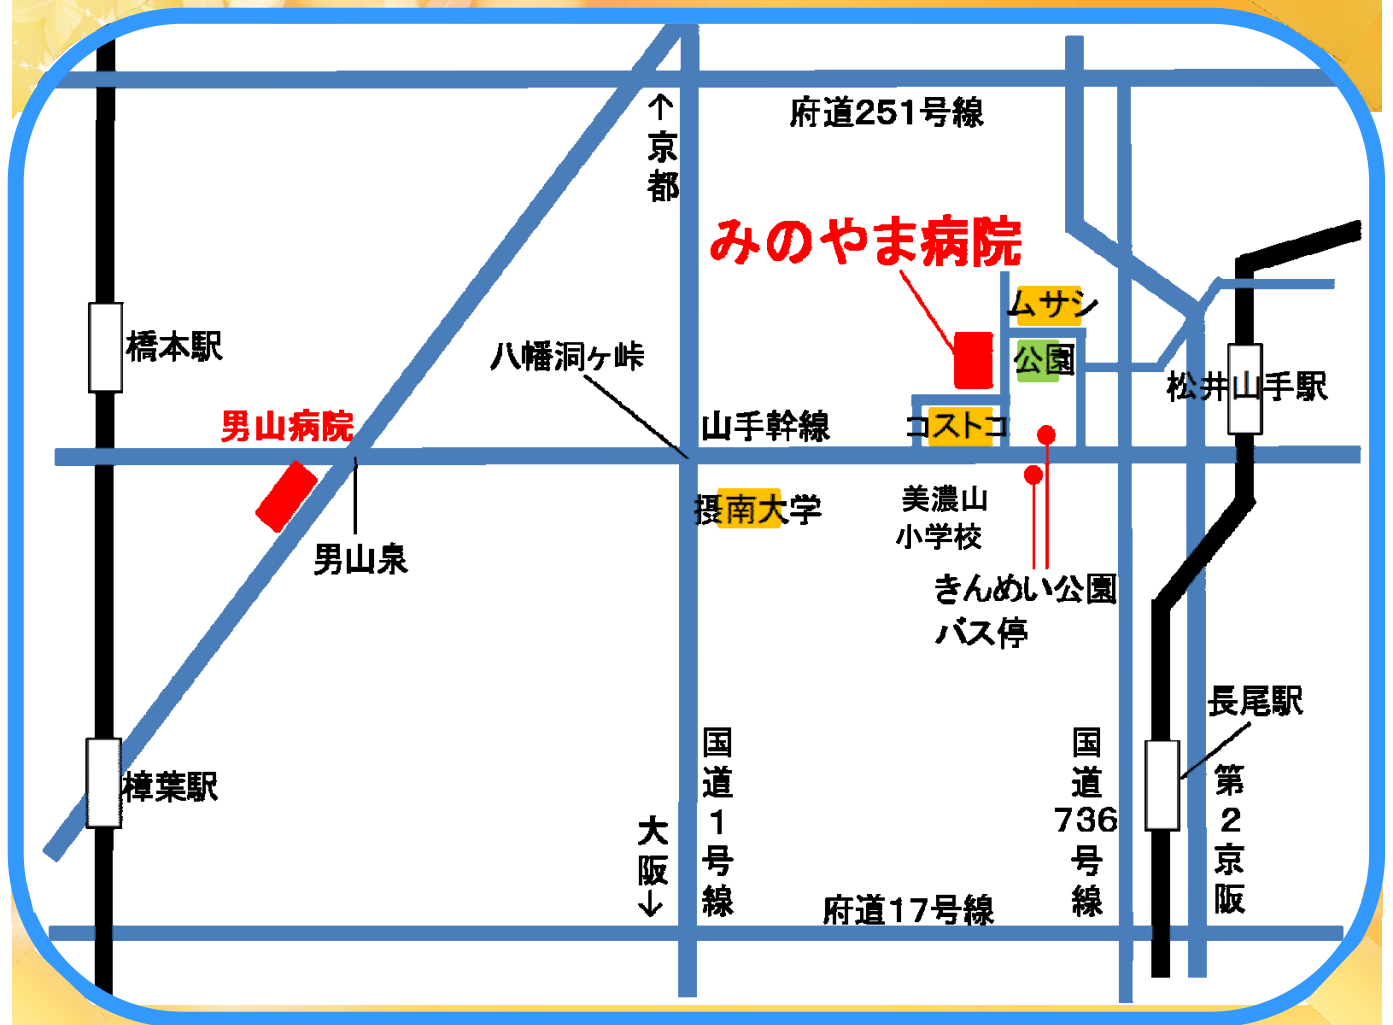 府道251号線
↑京都
みのやま病院
ムサシ
橋本駅
八幡洞ヶ峠
公園
松井山手駅
男山病院
山手幹線
コストコ
摂南大学
美濃山
小学校
男山泉
きんめい公園
バス停
長尾駅
樟葉駅
国道1号線
国道736号線
第2京阪
大阪↓
府道17号線